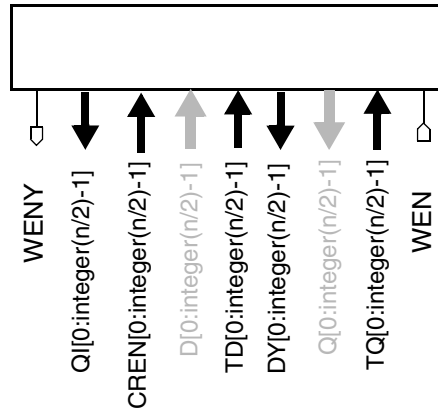 WENY
QI[0:integer(n/2)-1]
CREN[0:integer(n/2)-1]
D[0:integer(n/2)-1]
TD[0:integer(n/2)-1]
DY[0:integer(n/2)-1]
Q[0:integer(n/2)-1]
TQ[0:integer(n/2)-1]
WEN